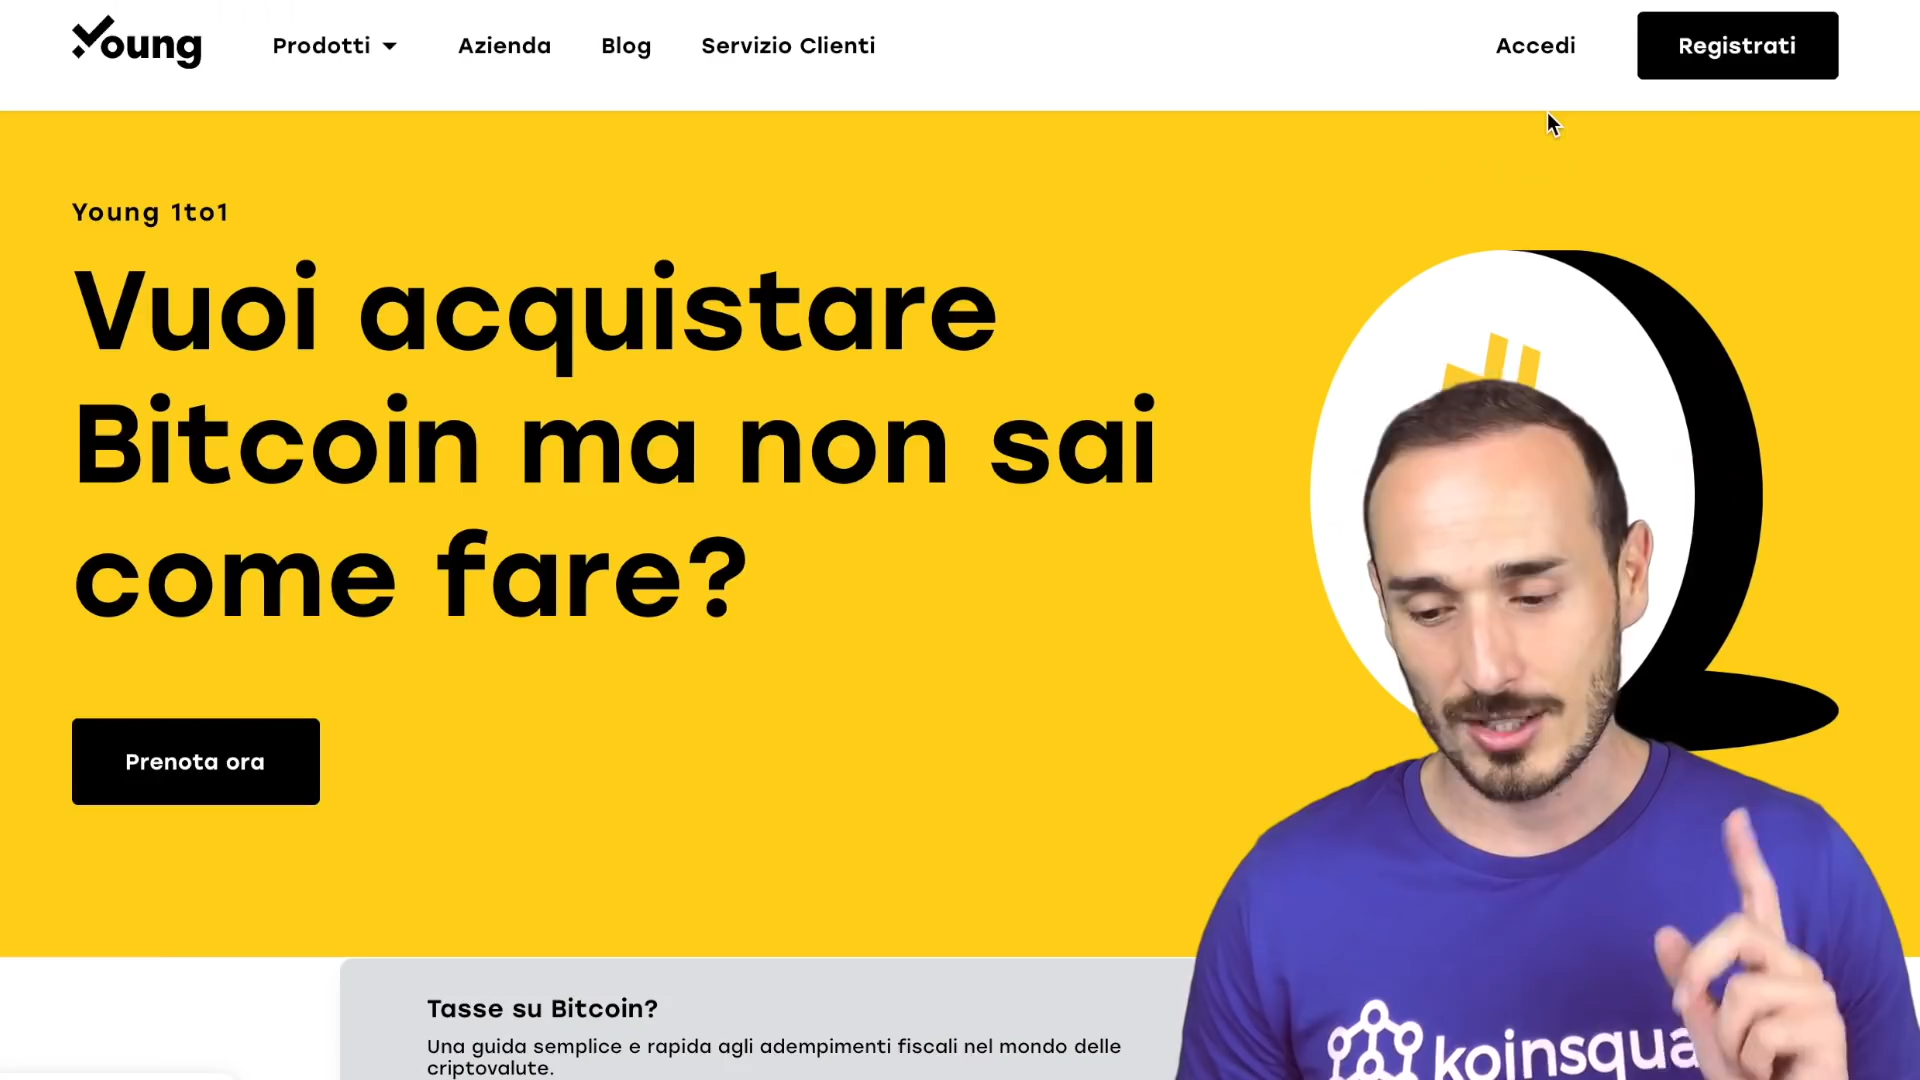 Young
Prodotti
Azienda
Blog
Servizio Clienti
Accedi
Registrati
Young 1to1
Vuoi acquistare
Bitcoin ma non sai
come fare?
Prenota ora
Tasse su Bitcoin?
Una guida semplice e rapida agli adempimenti fiscali nel mondo delle
criptovalute.
koinsqua